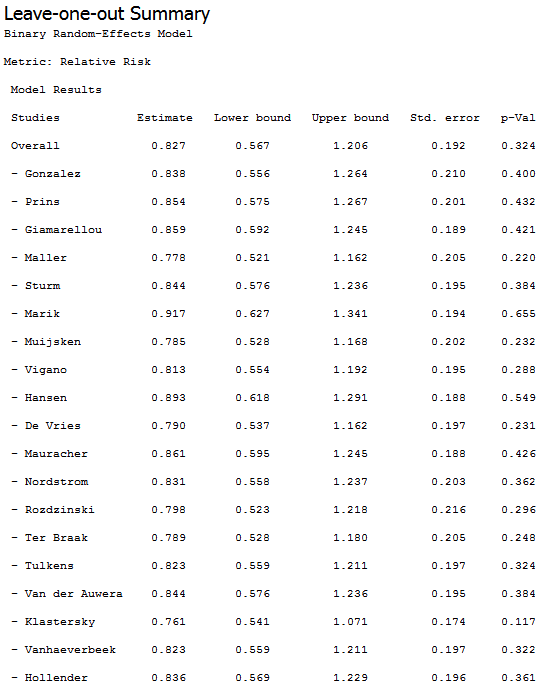 Leave-one-out Summary
Binary Random-Effects Model
Metric: Relative Risk
Model Results
Studies Estimate Lower bound Upper bound Std. error p-Val
Overall 0.827 0.567 1.206 0.192 0.324
- Gonzalez 0.838 0.556 1.264 0.210 0.400
- Prins 0.854 0.575 1.267 0.201 0.432
- Giamarellou 0.859 0.592 1.245 0.189 0.421
- Maller 0.778 0.521 1.162 0.205 0.220
- Sturm 0.844 0.576 1.236 0.195 0.384
- Marik 0.917 0.627 1.341 0.194 0.655
- Muijsken 0.785 0.528 1.168 0.202 0.232
- Vigano 0.813 0.554 1.192 0.195 0.288
- Hansen 0.893 0.618 1.291 0.188 0.549
- De Vries 0.790 0.537 1.162 0.197 0.231
- Mauracher 0.861 0.595 1.245 0.188 0.426
- Nordstrom 0.831 0.558 1.237 0.203 0.362
- Rozdzinski 0.798 0.523 1.218 0.216 0.296
- Ter Braak 0.789 0.528 1.180 0.205 0.248
- Tulkens 0.823 0.559 1.211 0.197 0.324
- Van der Auwera 0.844 0.576 1.236 0.195 0.384
- Klastersky 0.761 0.541 1.071 0.174 0.117
- Vanhaeverbeek 0.823 0.559 1.211 0.197 0.322
- Hollender 0.836 0.569 1.229 0.196 0.361